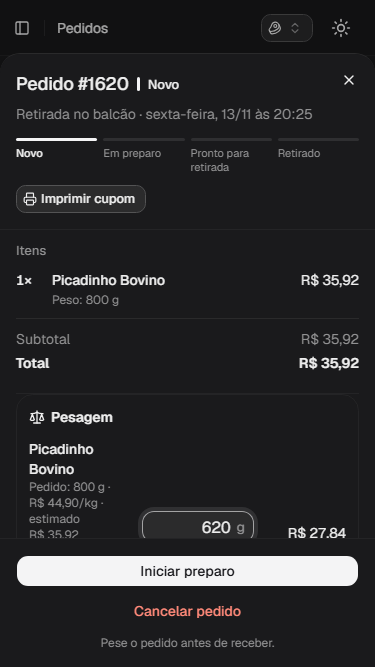 Pedidos
Pedido #1620 | Novo
Retirada no balcão · sexta-feira, 13/11 às 20:25
Novo
Em preparo
Pronto para
retirada
Retirado
Imprimir cupom
Itens
1× Picadinho Bovino R$ 35,92
Peso: 800 g
Subtotal R$ 35,92
Total R$ 35,92
Pesagem
Picadinho
Bovino
Pedido: 800 g ·
R$ 44,90/kg ·
estimado
R$ 35,92
620 g
R$ 27,84
Iniciar preparo
Cancelar pedido
Pese o pedido antes de receber.